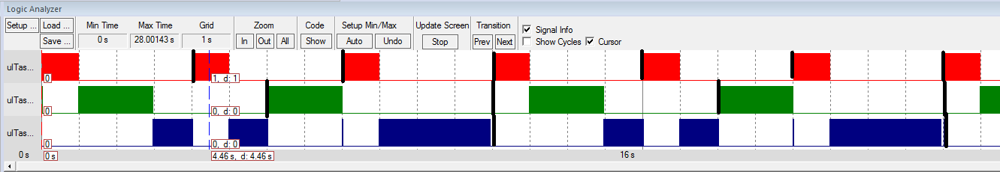 Logic Analyzer
Setup ... Load ... Min Time Max Time Grid Zoom Code Setup Min/Max Update Screen Transition Signal Info
Save ... 0 s 28.00143 s 1 s In Out All Show Auto Undo Stop Prev Next Show Cycles Cursor
ulTas... 0 1, d: 1
ulTas... 0 0, d: 0
ulTas... 0 0, d: 0
0 s 0 s 4.46 s, d: 4.46 s 16 s